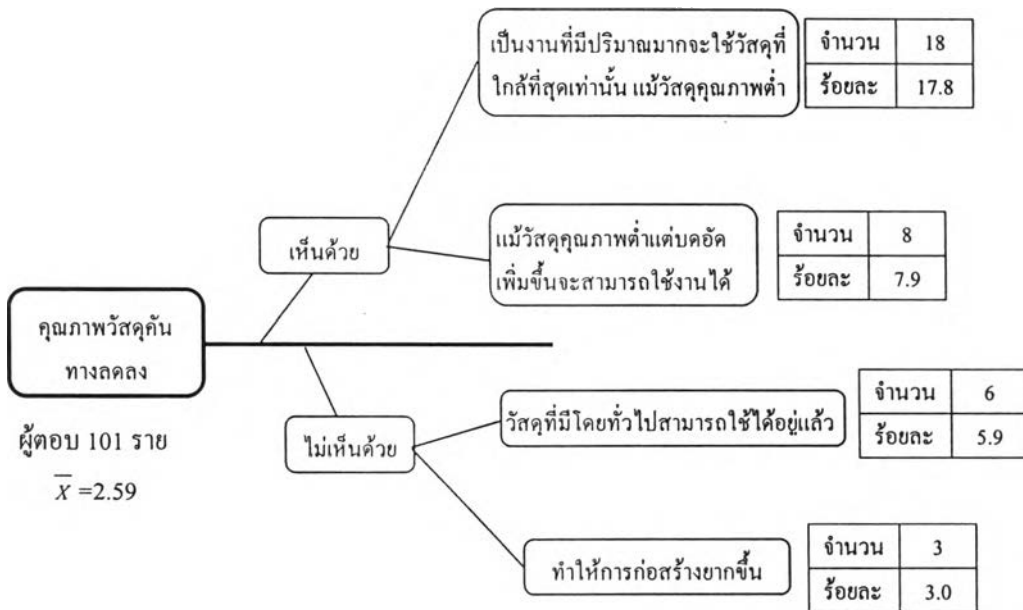 เป็นงานที่มีปริมาณมากจะใช้วัสดุที่
ใกล้ที่สุดเท่านั้น แม้วัสดุคุณภาพต่ำ
จำนวน 18
ร้อยละ 17.8
เห็นด้วย
แม้วัสดุคุณภาพต่ำแต่บดอัด
เพิ่มขึ้นจะสามารถใช้งานได้
จำนวน 8
ร้อยละ 7.9
คุณภาพวัสดุคัน
ทางลดลง
ผู้ตอบ 101 ราย
X̄ =2.59
ไม่เห็นด้วย
วัสดุที่มีโดยทั่วไปสามารถใช้ได้อยู่แล้ว
จำนวน 6
ร้อยละ 5.9
ทำให้การก่อสร้างยากขึ้น
จำนวน 3
ร้อยละ 3.0